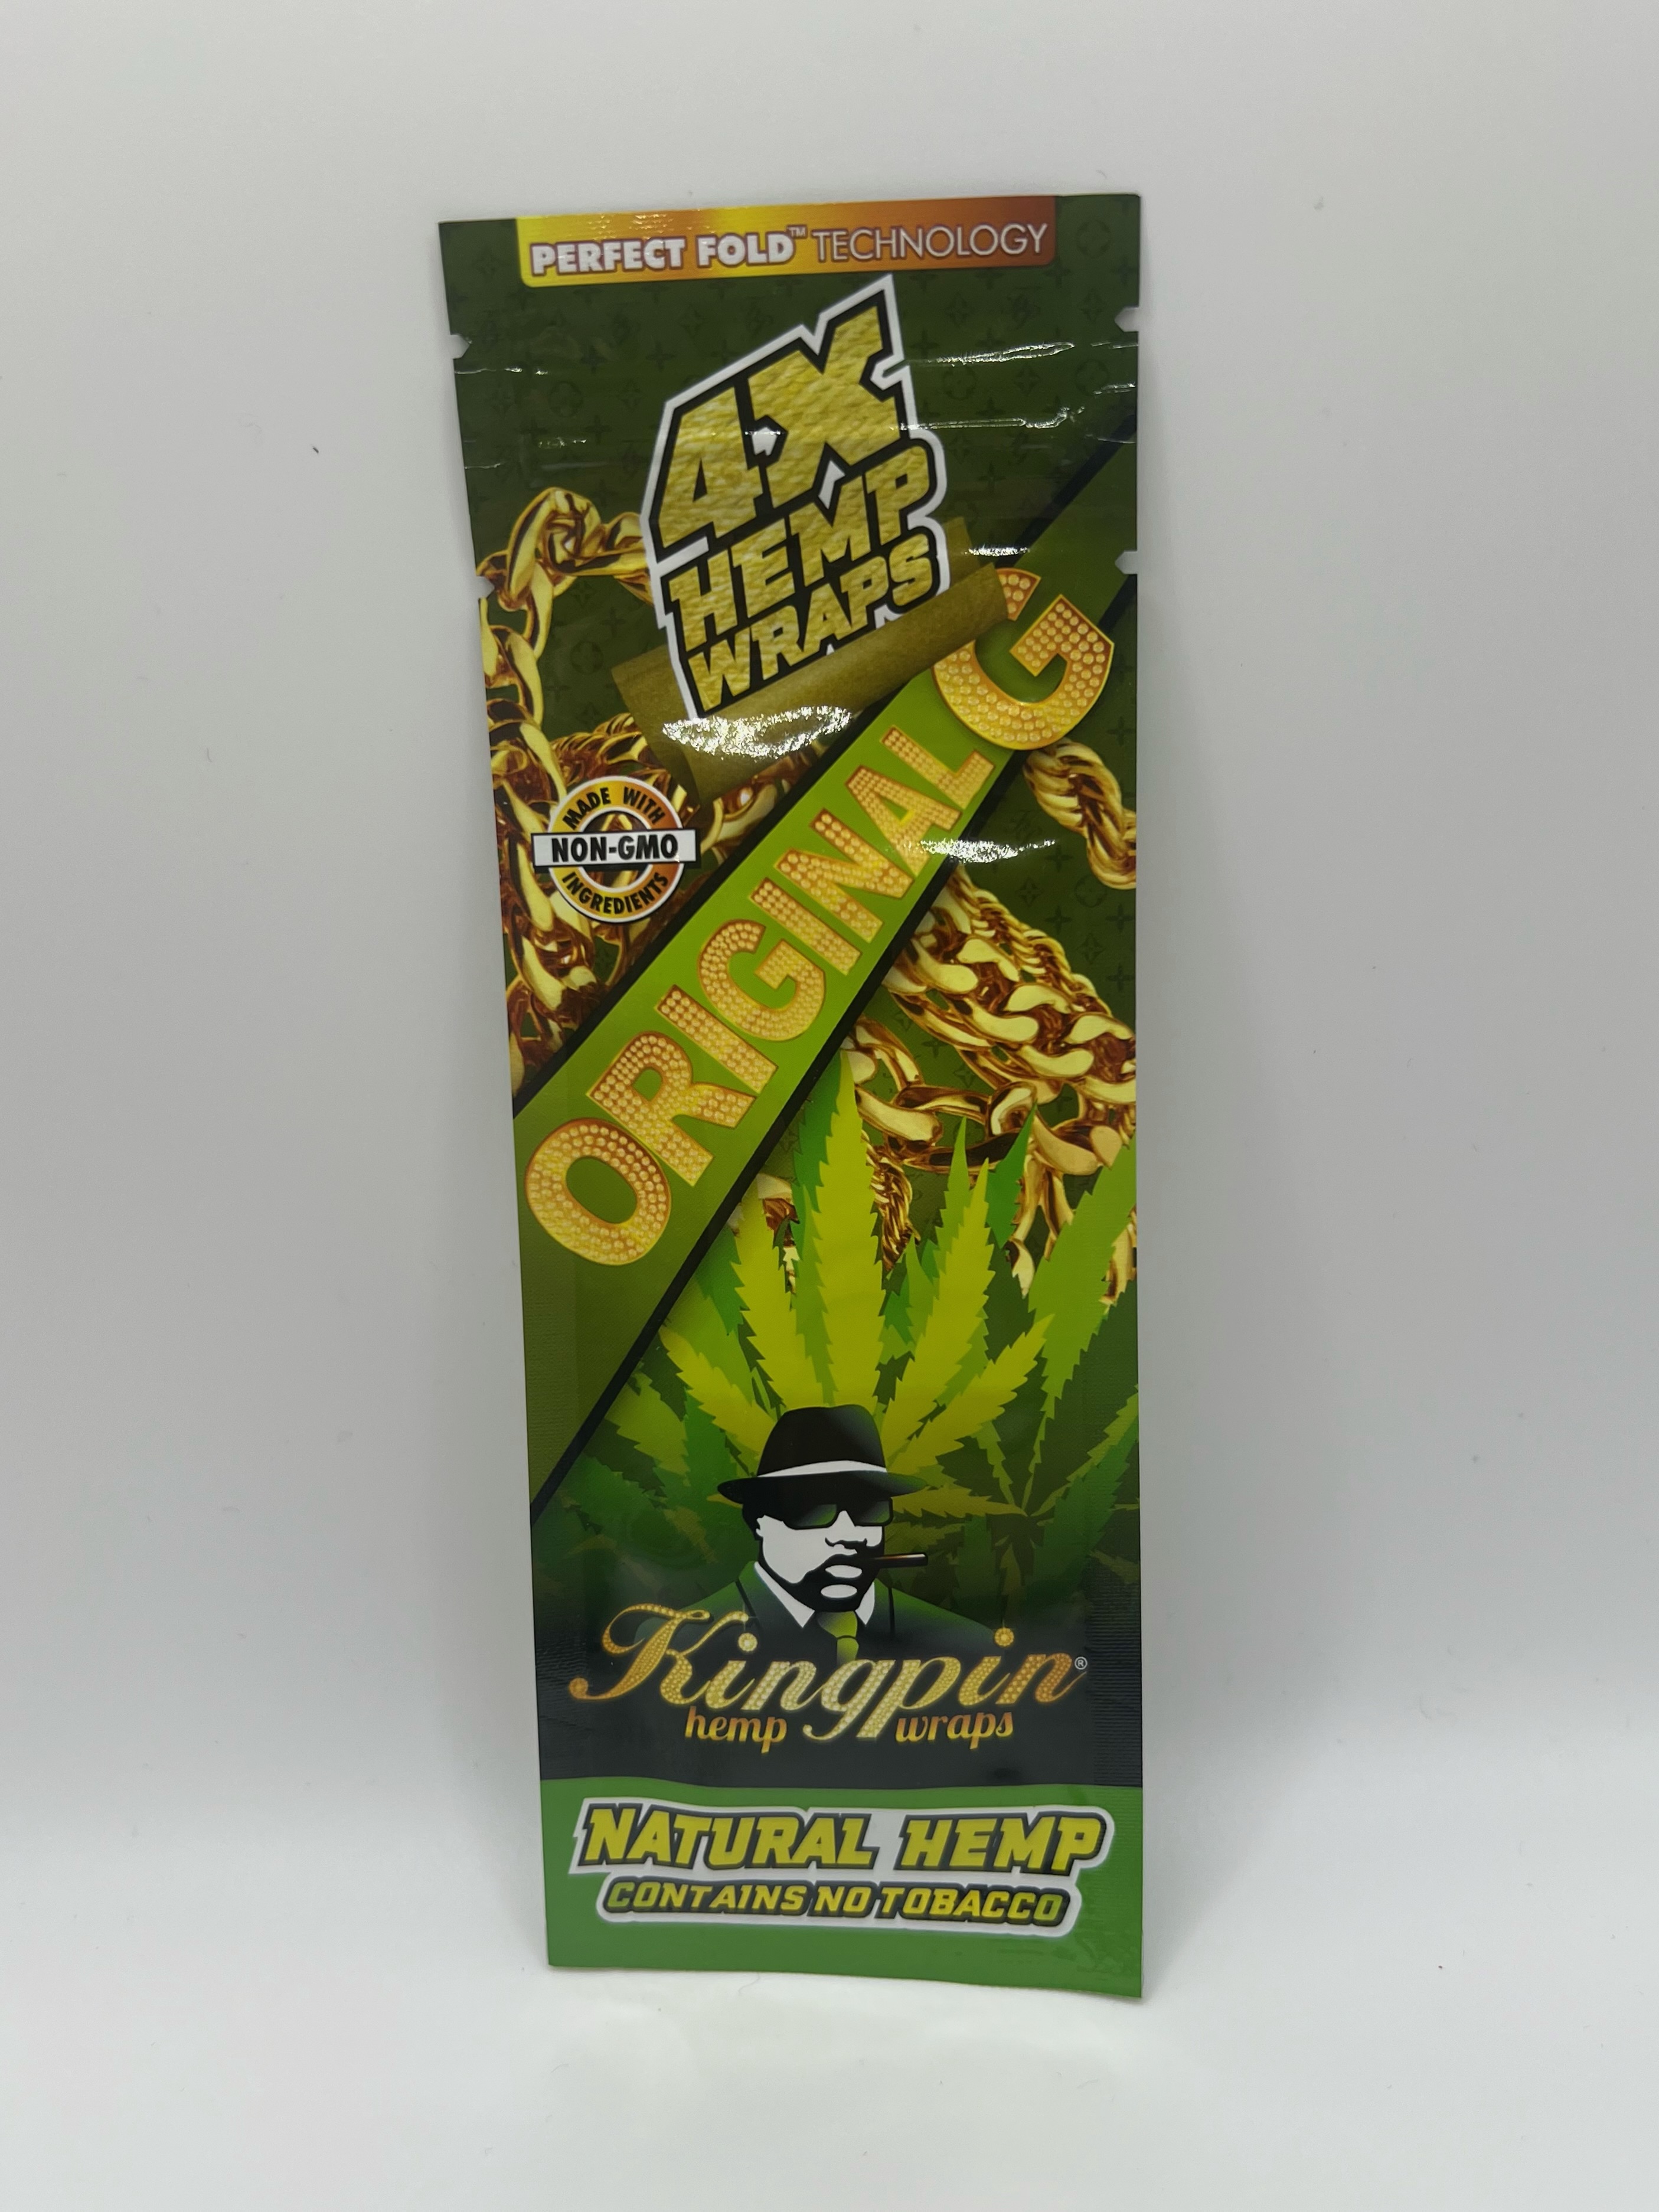 PERFECT FOLD™ TECHNOLOGY
4X
HEMP
WRAPS
MADE WITH
NON-GMO
INGREDIENTS
ORIGINAL G
Kingpin®
hemp wraps
NATURAL HEMP
CONTAINS NO TOBACCO